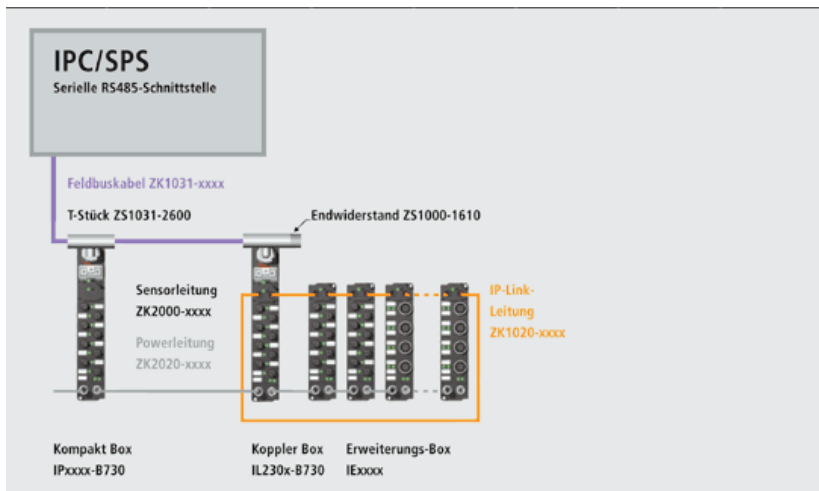 IPC/SPS
Serielle RS485-Schnittstelle
Feldbuskabel ZK1031-xxxx
T-Stück ZS1031-2600
Endwiderstand ZS1000-1610
Sensorleitung
ZK2000-xxxx
Powerleitung
ZK2020-xxxx
IP-Link-
Leitung
ZK1020-xxxx
Kompakt Box
IPxxxx-B730
Koppler Box
IL230x-B730
Erweiterungs-Box
IExxxx